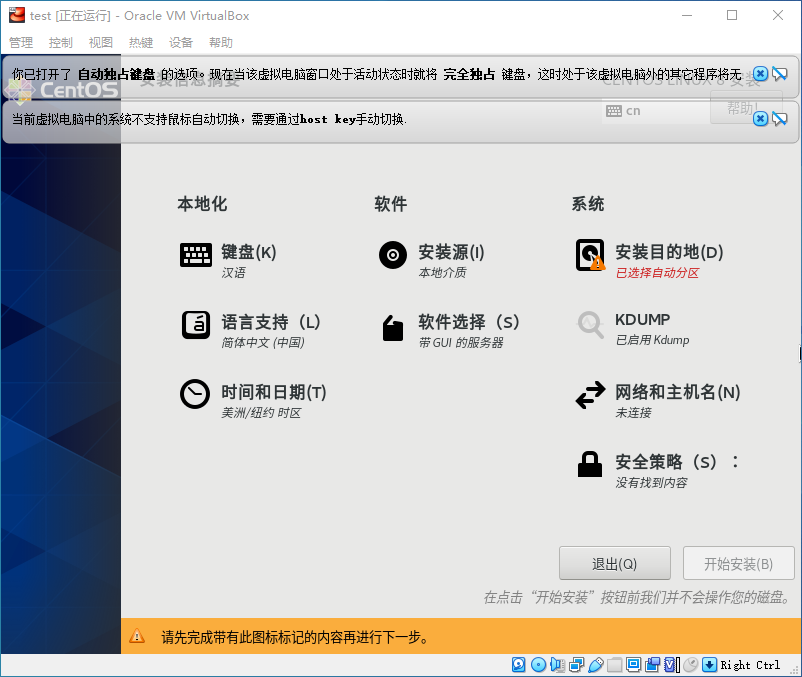 test [正在运行] - Oracle VM VirtualBox
管理 控制 视图 热键 设备 帮助
你已打开了 自动独占键盘 的选项。现在当该虚拟电脑窗口处于活动状态时就将 完全独占 键盘，这时处于该虚拟电脑外的其它程序将无
CentOS
安装信息摘要
CENTOS LINUX 8 安装
cn
帮助!
当前虚拟电脑中的系统不支持鼠标自动切换，需要通过host key手动切换.
本地化 软件 系统
键盘(K) 安装源(I) 安装目的地(D)
汉语 本地介质 已选择自动分区
语言支持（L） 软件选择（S） KDUMP
简体中文 (中国) 带 GUI 的服务器 已启用 Kdump
时间和日期(T) 网络和主机名(N)
美洲/纽约 时区 未连接
安全策略（S）：
没有找到内容
退出(Q) 开始安装(B)
在点击“开始安装”按钮前我们并不会操作您的磁盘。
请先完成带有此图标标记的内容再进行下一步。
Right Ctrl